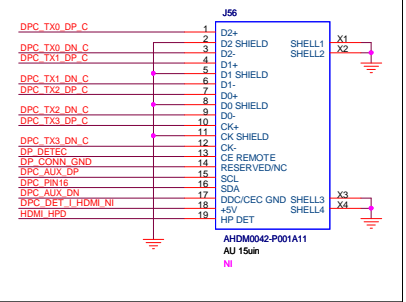 J56
DPC_TX0_DP_C 1 D2+
2 D2 SHIELD SHELL1 X1
DPC_TX0_DN_C 3 D2- SHELL2 X2
DPC_TX1_DP_C 4 D1+
5 D1 SHIELD
DPC_TX1_DN_C 6 D1-
DPC_TX2_DP_C 7 D0+
8 D0 SHIELD
DPC_TX2_DN_C 9 D0-
DPC_TX3_DP_C 10 CK+
11 CK SHIELD
DPC_TX3_DN_C 12 CK-
DP_DETEC 13 CE REMOTE
DP_CONN_GND 14 RESERVED/NC
DPC_AUX_DP 15 SCL
DPC_PIN16 16 SDA
DPC_AUX_DN 17 DDC/CEC GND SHELL3 X3
DPC_DET_I_HDMI_NI 18 +5V SHELL4 X4
HDMI_HPD 19 HP DET
AHDM0042-P001A11
AU 15uin
NI